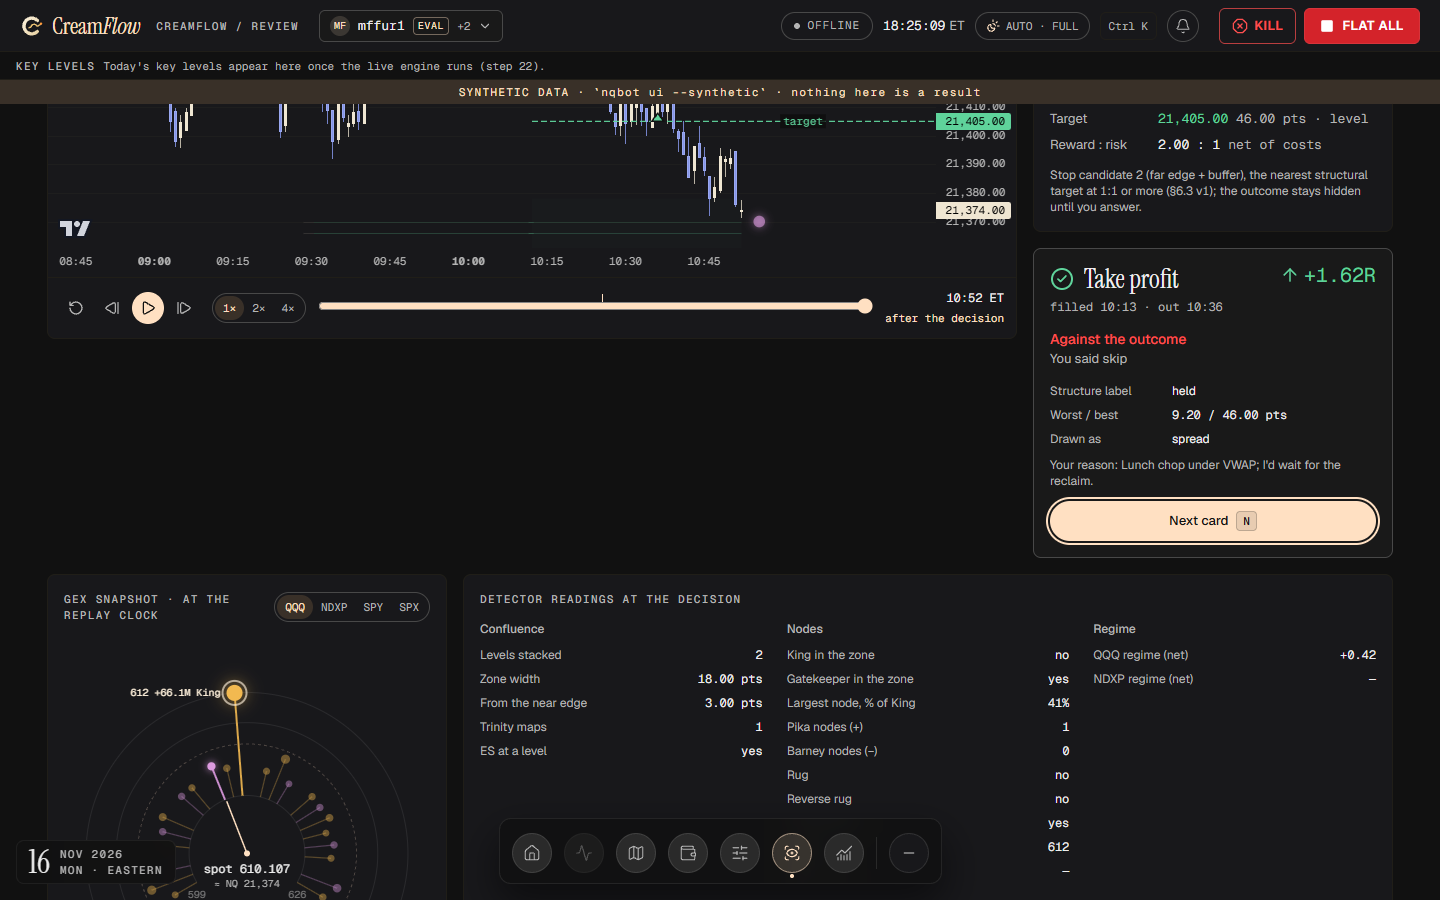 CreamFlow
CREAMFLOW / REVIEW
MF mffur1 EVAL +2
OFFLINE
18:25:09 ET
AUTO · FULL
Ctrl K
KILL
FLAT ALL
KEY LEVELS Today's key levels appear here once the live engine runs (step 22).
SYNTHETIC DATA · `nqbot ui --synthetic` · nothing here is a result
21,410.00
target
21,405.00
21,400.00
21,390.00
21,380.00
21,374.00
21,370.00
08:45 09:00 09:15 09:30 09:45 10:00 10:15 10:30 10:45
1× 2× 4×
10:52 ET
after the decision
Target 21,405.00 46.00 pts · level
Reward : risk 2.00 : 1 net of costs
Stop candidate 2 (far edge + buffer), the nearest structural
target at 1:1 or more (§6.3 v1); the outcome stays hidden
until you answer.
Take profit
+1.62R
filled 10:13 · out 10:36
Against the outcome
You said skip
Structure label held
Worst / best 9.20 / 46.00 pts
Drawn as spread
Your reason: Lunch chop under VWAP; I'd wait for the
reclaim.
Next card N
GEX SNAPSHOT · AT THE
REPLAY CLOCK
QQQ NDXP SPY SPX
612 +66.1M King
spot 610.107
≈ NQ 21,374
599
626
DETECTOR READINGS AT THE DECISION
Confluence
Levels stacked 2
Zone width 18.00 pts
From the near edge 3.00 pts
Trinity maps 1
ES at a level yes
Nodes
King in the zone no
Gatekeeper in the zone yes
Largest node, % of King 41%
Pika nodes (+) 1
Barney nodes (−) 0
Rug no
Reverse rug no
yes
612
—
Regime
QQQ regime (net) +0.42
NDXP regime (net) —
16
NOV 2026
MON · EASTERN